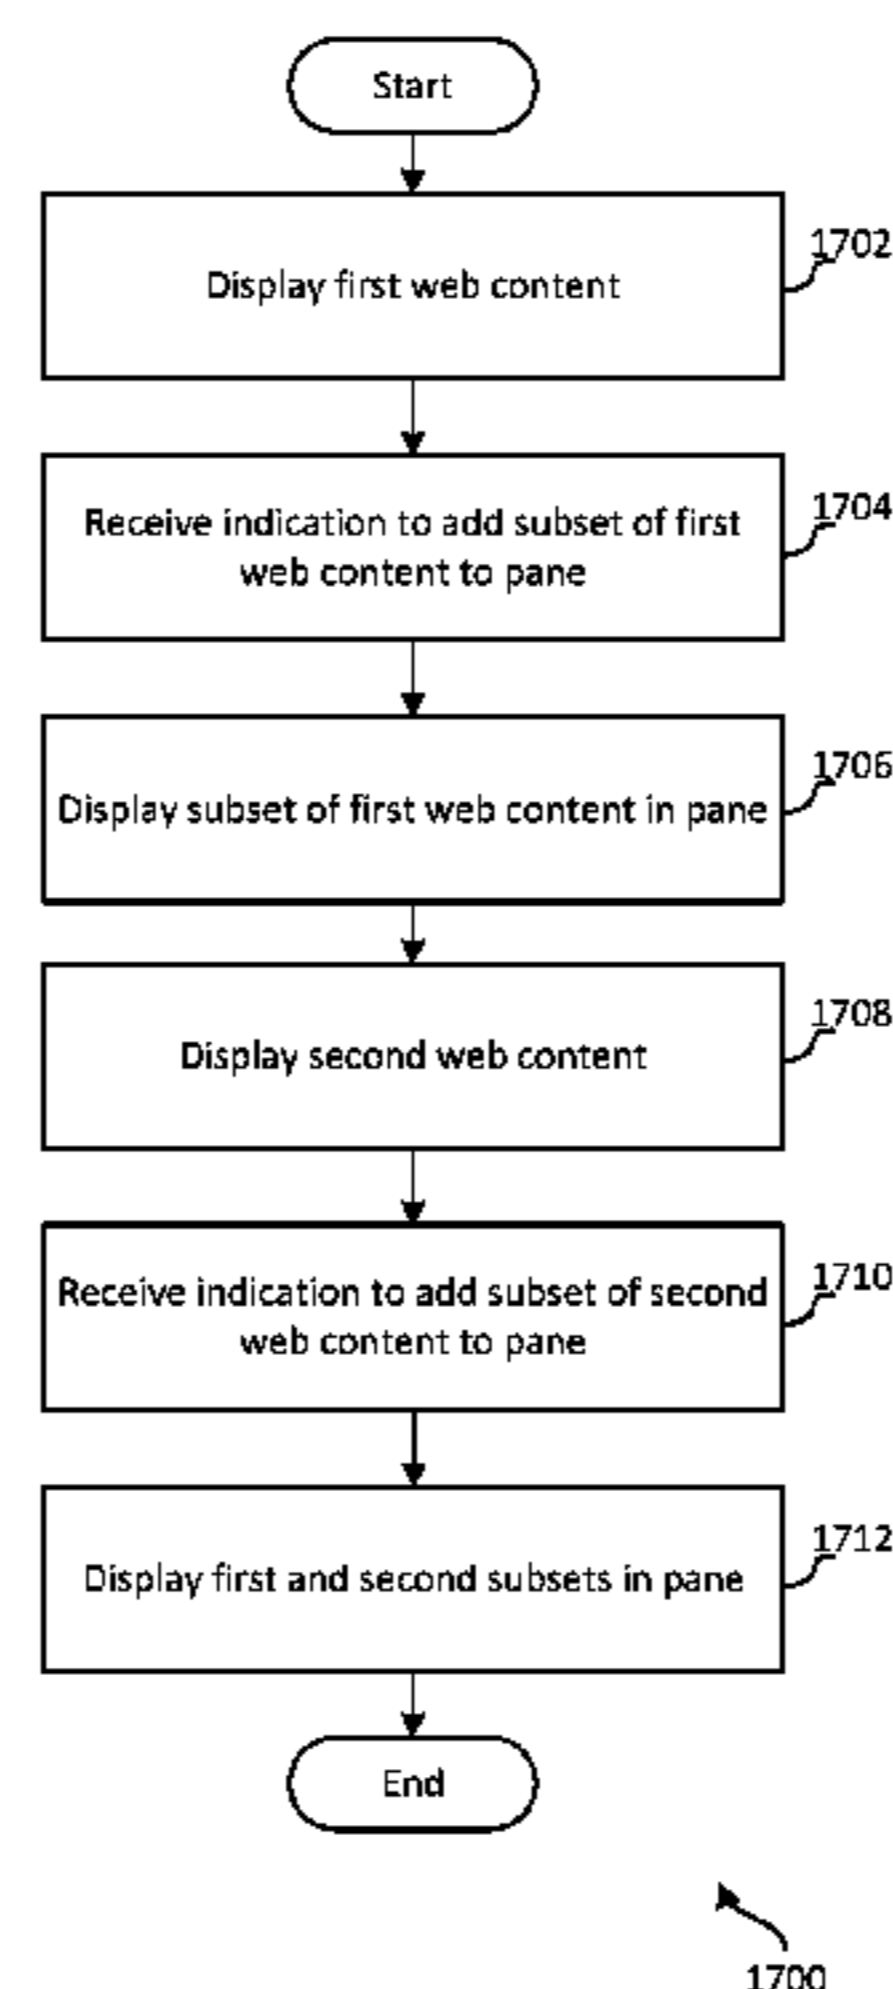 Start
Display first web content
1702
Receive indication to add subset of first
web content to pane
1704
Display subset of first web content in pane
1706
Display second web content
1708
Receive indication to add subset of second
web content to pane
1710
Display first and second subsets in pane
1712
End
1700